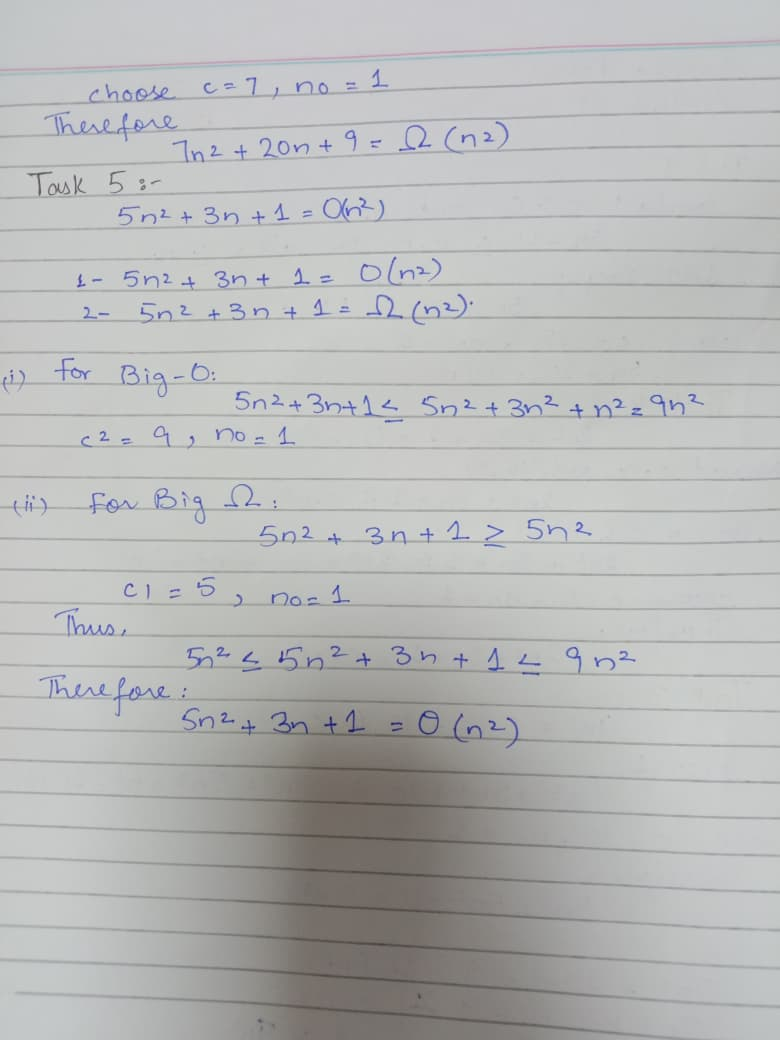 choose c = 7, no = 1
Therefore
7n2 + 20n + 9 = Ω (n2)
Task 5 :-
5n2 + 3n + 1 = O(n2)
1- 5n2 + 3n + 1 = O(n2)
2- 5n2 + 3n + 1 = Ω (n2).
(i) for Big-O:
5n2 + 3n + 1 ≤ 5n2 + 3n2 + n2 = 9n2
c2 = 9, no = 1
(ii) For Big Ω :
5n2 + 3n + 1 ≥ 5n2
c1 = 5, no = 1
Thus,
5n2 ≤ 5n2 + 3n + 1 ≤ 9n2
Therefore :
5n2 + 3n + 1 = Θ (n2)